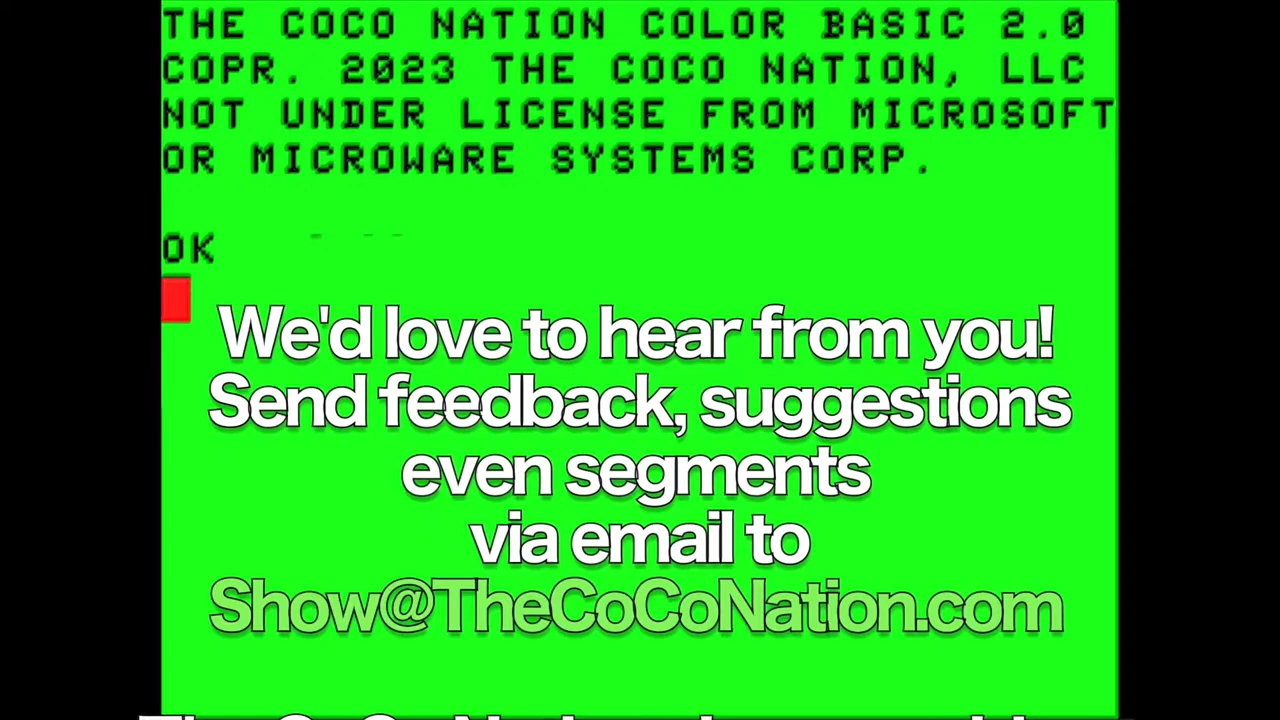 THE COCO NATION COLOR BASIC 2.0
COPR. 2023 THE COCO NATION, LLC
NOT UNDER LICENSE FROM MICROSOFT
OR MICROWARE SYSTEMS CORP.
OK
We'd love to hear from you!
Send feedback, suggestions
even segments
via email to
Show@TheCoCoNation.com